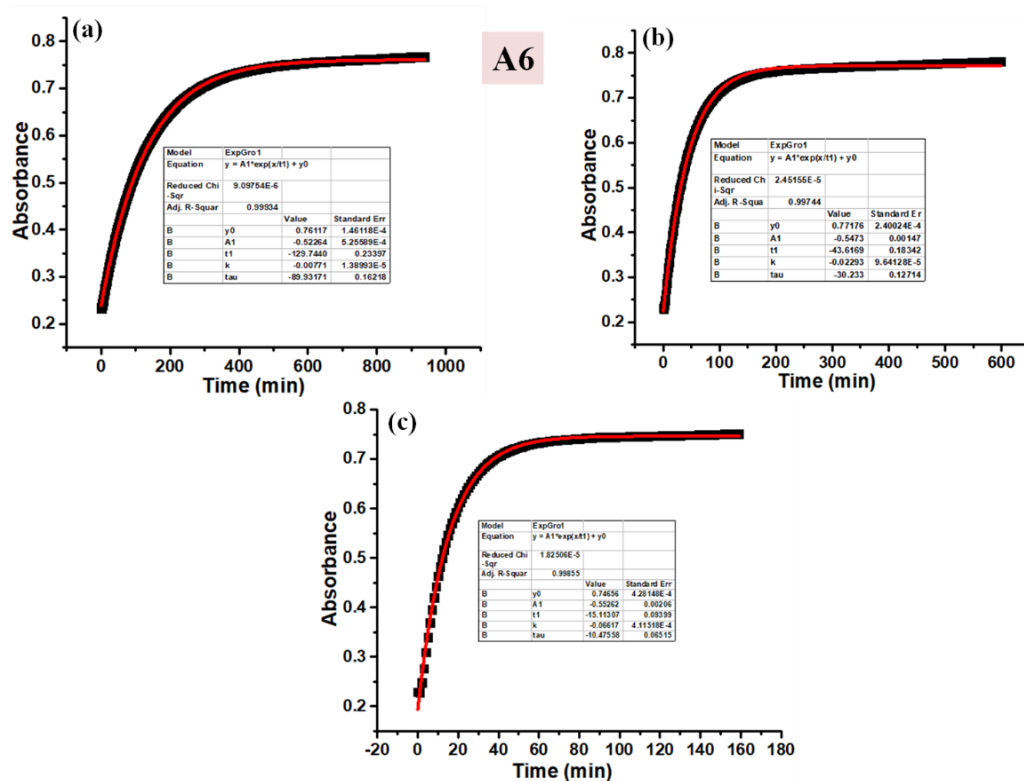 (a)
0.8
0.7
0.6
0.5
0.4
0.3
0.2
Absorbance
0 200 400 600 800 1000
Time (min)
Model ExpGro1
Equation y = A1*exp(x/t1) + y0
Reduced Chi
-Sqr 9.09754E-6
Adj. R-Squar 0.99934
Value Standard Err
B y0 0.76117 1.46118E-4
B A1 -0.52264 5.25589E-4
B t1 -129.7440 0.23397
B k -0.00771 1.38993E-5
B tau -89.93171 0.16218
A6
(b)
0.8
0.7
0.6
0.5
0.4
0.3
0.2
Absorbance
0 100 200 300 400 500 600
Time (min)
Model ExpGro1
Equation y = A1*exp(x/t1) + y0
Reduced Ch
i-Sqr 2.45155E-5
Adj. R-Squa 0.99744
Value Standard Er
B y0 0.77176 2.40024E-4
B A1 -0.5473 0.00147
B t1 -43.6169 0.18342
B k -0.02293 9.64128E-5
B tau -30.233 0.12714
(c)
0.8
0.7
0.6
0.5
0.4
0.3
0.2
Absorbance
-20 0 20 40 60 80 100 120 140 160 180
Time (min)
Model ExpGro1
Equation y = A1*exp(x/t1) + y0
Reduced Chi
-Sqr 1.82506E-5
Adj. R-Squar 0.99855
Value Standard Err
B y0 0.74656 4.28148E-4
B A1 -0.55262 0.00206
B t1 -15.11307 0.09399
B k -0.06617 4.11518E-4
B tau -10.47558 0.06515